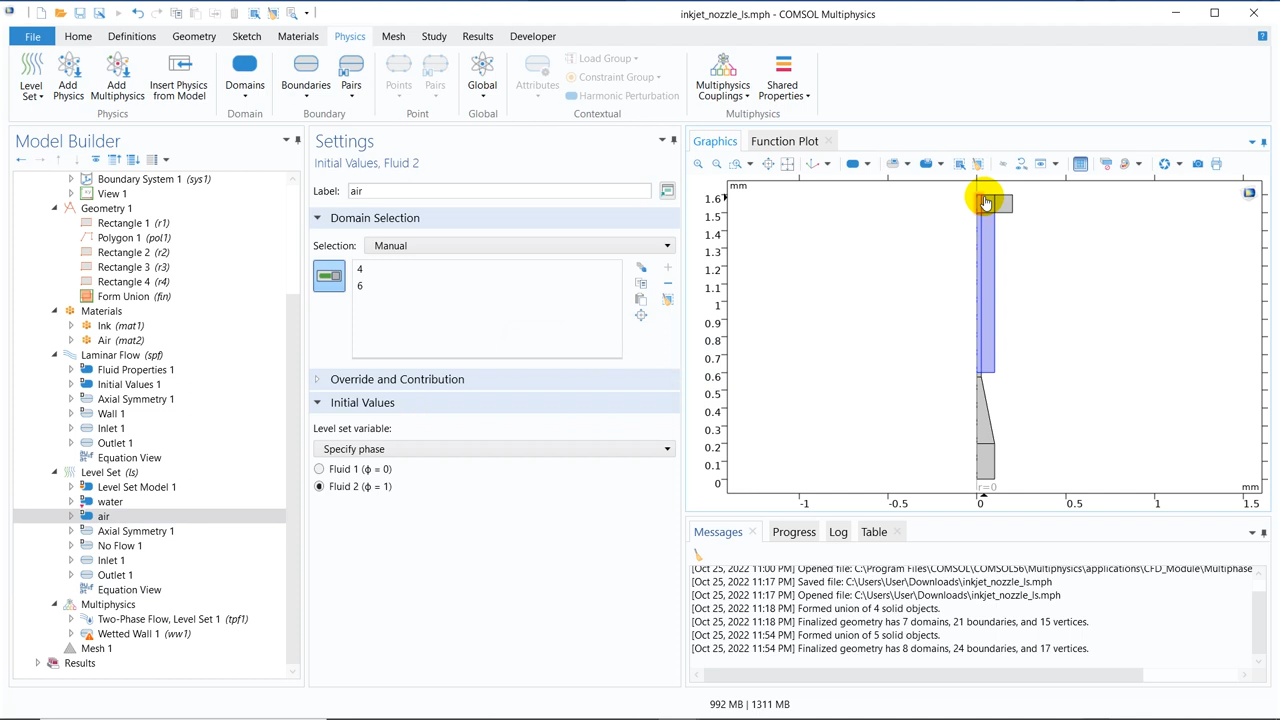 inkjet_nozzle_ls.mph - COMSOL Multiphysics
File Home Definitions Geometry Sketch Materials Physics Mesh Study Results Developer
Level Set Add Physics Add Multiphysics Insert Physics from Model Domains Boundaries Pairs Points Pairs Global Attributes Load Group Constraint Group Harmonic Perturbation Multiphysics Couplings Shared Properties
Physics Domain Boundary Point Global Contextual Multiphysics
Model Builder
Boundary System 1 (sys1)
View 1
Geometry 1
Rectangle 1 (r1)
Polygon 1 (pol1)
Rectangle 2 (r2)
Rectangle 3 (r3)
Rectangle 4 (r4)
Form Union (fin)
Materials
Ink (mat1)
Air (mat2)
Laminar Flow (spf)
Fluid Properties 1
Initial Values 1
Axial Symmetry 1
Wall 1
Inlet 1
Outlet 1
Equation View
Level Set (ls)
Level Set Model 1
water
air
Axial Symmetry 1
No Flow 1
Inlet 1
Outlet 1
Equation View
Multiphysics
Two-Phase Flow, Level Set 1 (tpf1)
Wetted Wall 1 (ww1)
Mesh 1
Results
Settings
Initial Values, Fluid 2
Label: air
Domain Selection
Selection: Manual
4
6
Override and Contribution
Initial Values
Level set variable:
Specify phase
Fluid 1 (ϕ = 0)
Fluid 2 (ϕ = 1)
Graphics Function Plot
mm
1.6
1.5
1.4
1.3
1.2
1.1
1
0.9
0.8
0.7
0.6
0.5
0.4
0.3
0.2
0.1
0
r=0
mm
-1 -0.5 0 0.5 1 1.5
Messages Progress Log Table
[Oct 25, 2022 11:00 PM] Opened file: C:\Program Files\COMSOL\COMSOL56\Multiphysics\applications\CFD_Module\Multiphase
[Oct 25, 2022 11:17 PM] Saved file: C:\Users\User\Downloads\inkjet_nozzle_ls.mph
[Oct 25, 2022 11:17 PM] Opened file: C:\Users\User\Downloads\inkjet_nozzle_ls.mph
[Oct 25, 2022 11:18 PM] Formed union of 4 solid objects.
[Oct 25, 2022 11:18 PM] Finalized geometry has 7 domains, 21 boundaries, and 15 vertices.
[Oct 25, 2022 11:54 PM] Formed union of 5 solid objects.
[Oct 25, 2022 11:54 PM] Finalized geometry has 8 domains, 24 boundaries, and 17 vertices.
992 MB | 1311 MB